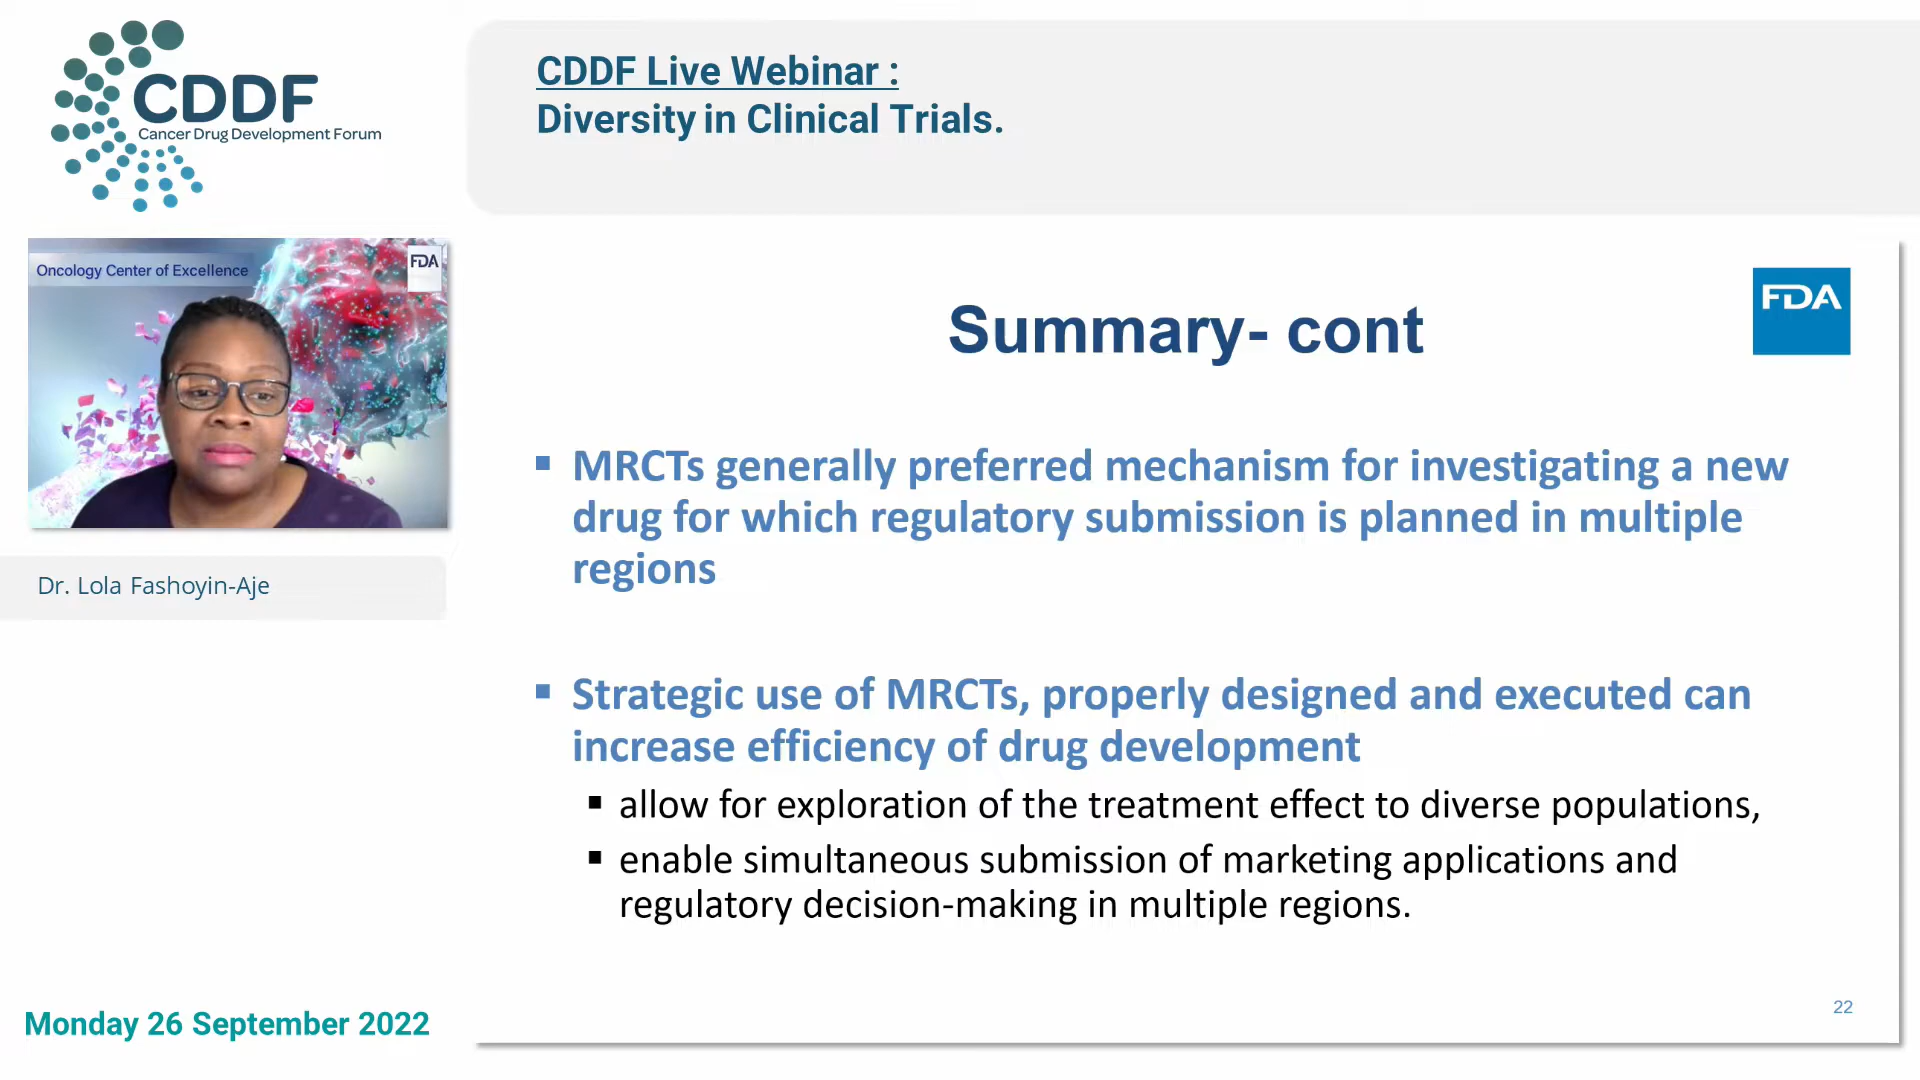 CDDF
Cancer Drug Development Forum
CDDF Live Webinar :
Diversity in Clinical Trials.
Oncology Center of Excellence
FDA
Dr. Lola Fashoyin-Aje
FDA
Summary- cont
▪ MRCTs generally preferred mechanism for investigating a new
drug for which regulatory submission is planned in multiple
regions
▪ Strategic use of MRCTs, properly designed and executed can
increase efficiency of drug development
▪ allow for exploration of the treatment effect to diverse populations,
▪ enable simultaneous submission of marketing applications and
regulatory decision-making in multiple regions.
22
Monday 26 September 2022